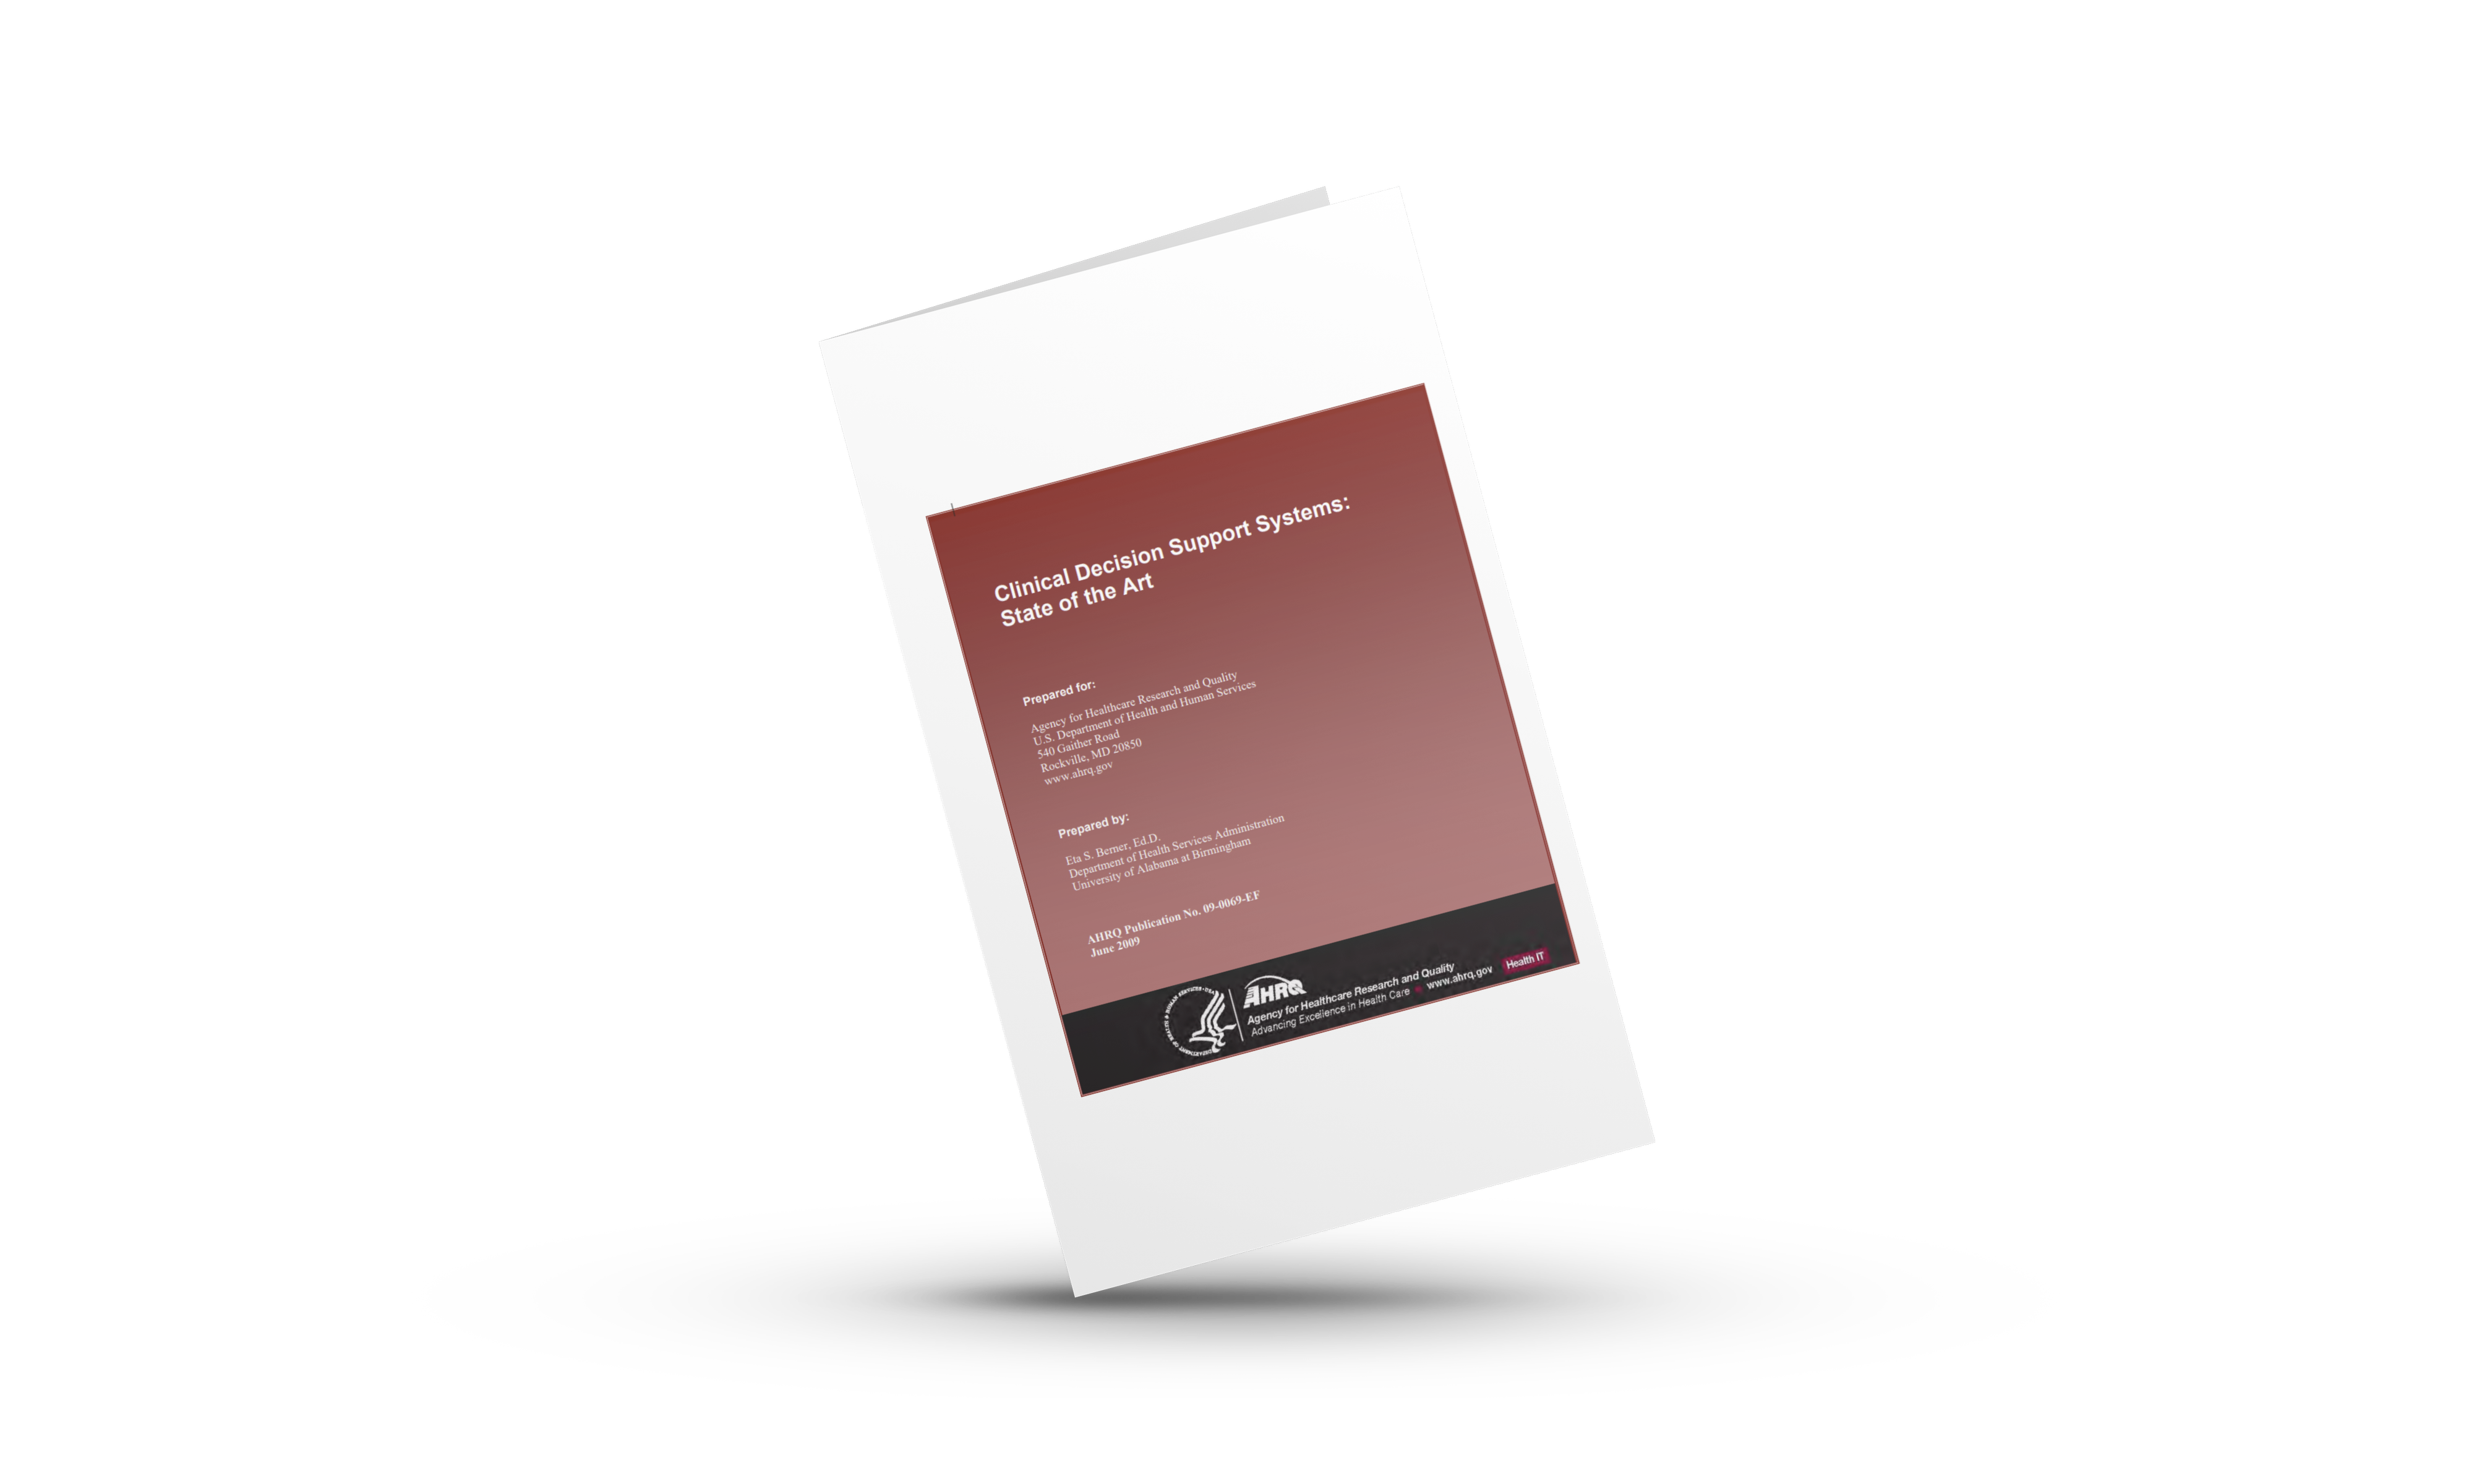 Clinical Decision Support Systems:
State of the Art
Prepared for:
Agency for Healthcare Research and Quality
U.S. Department of Health and Human Services
540 Gaither Road
Rockville, MD 20850
www.ahrq.gov
Prepared by:
Eta S. Berner, Ed.D.
Department of Health Services Administration
University of Alabama at Birmingham
AHRQ Publication No. 09-0069-EF
June 2009
DEPARTMENT OF HEALTH & HUMAN SERVICES • USA
AHRQ
Agency for Healthcare Research and Quality
Advancing Excellence in Health Care • www.ahrq.gov
Health IT